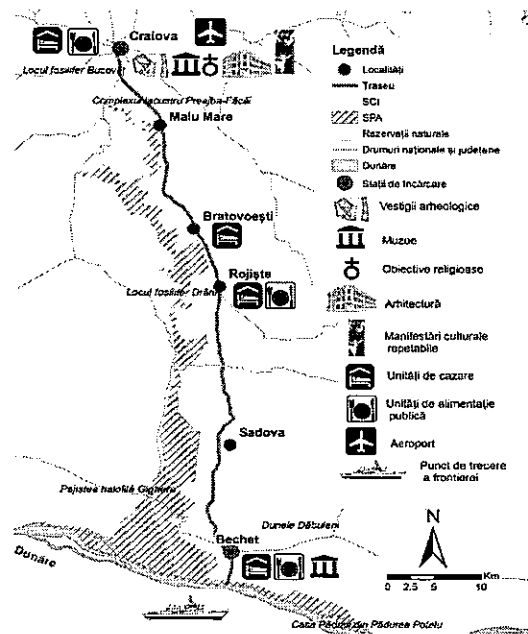 Craiova
Locul fosilifer Bucovăț
Complexul lacustru Preajba-Făcăi
Malu Mare
Bratovoești
Rojiște
Locul fosilifer Drănic
Sadova
Pajiștea halofilă Gighera
Dunele Dăbuleni
Bechet
Dunăre
Casa Pădurii din Pădurea Potelu
Legendă
Localități
Traseu
SCI
SPA
Rezervații naturale
Drumuri naționale și județene
Dunăre
Stații de încărcare
Vestigii arheologice
Muzee
Obiective religioase
Arhitectură
Manifestări culturale
repetabile
Unități de cazare
Unități de alimentație
publică
Aeroport
Punct de trecere
a frontierei
N
Km
0 2.5 5 10